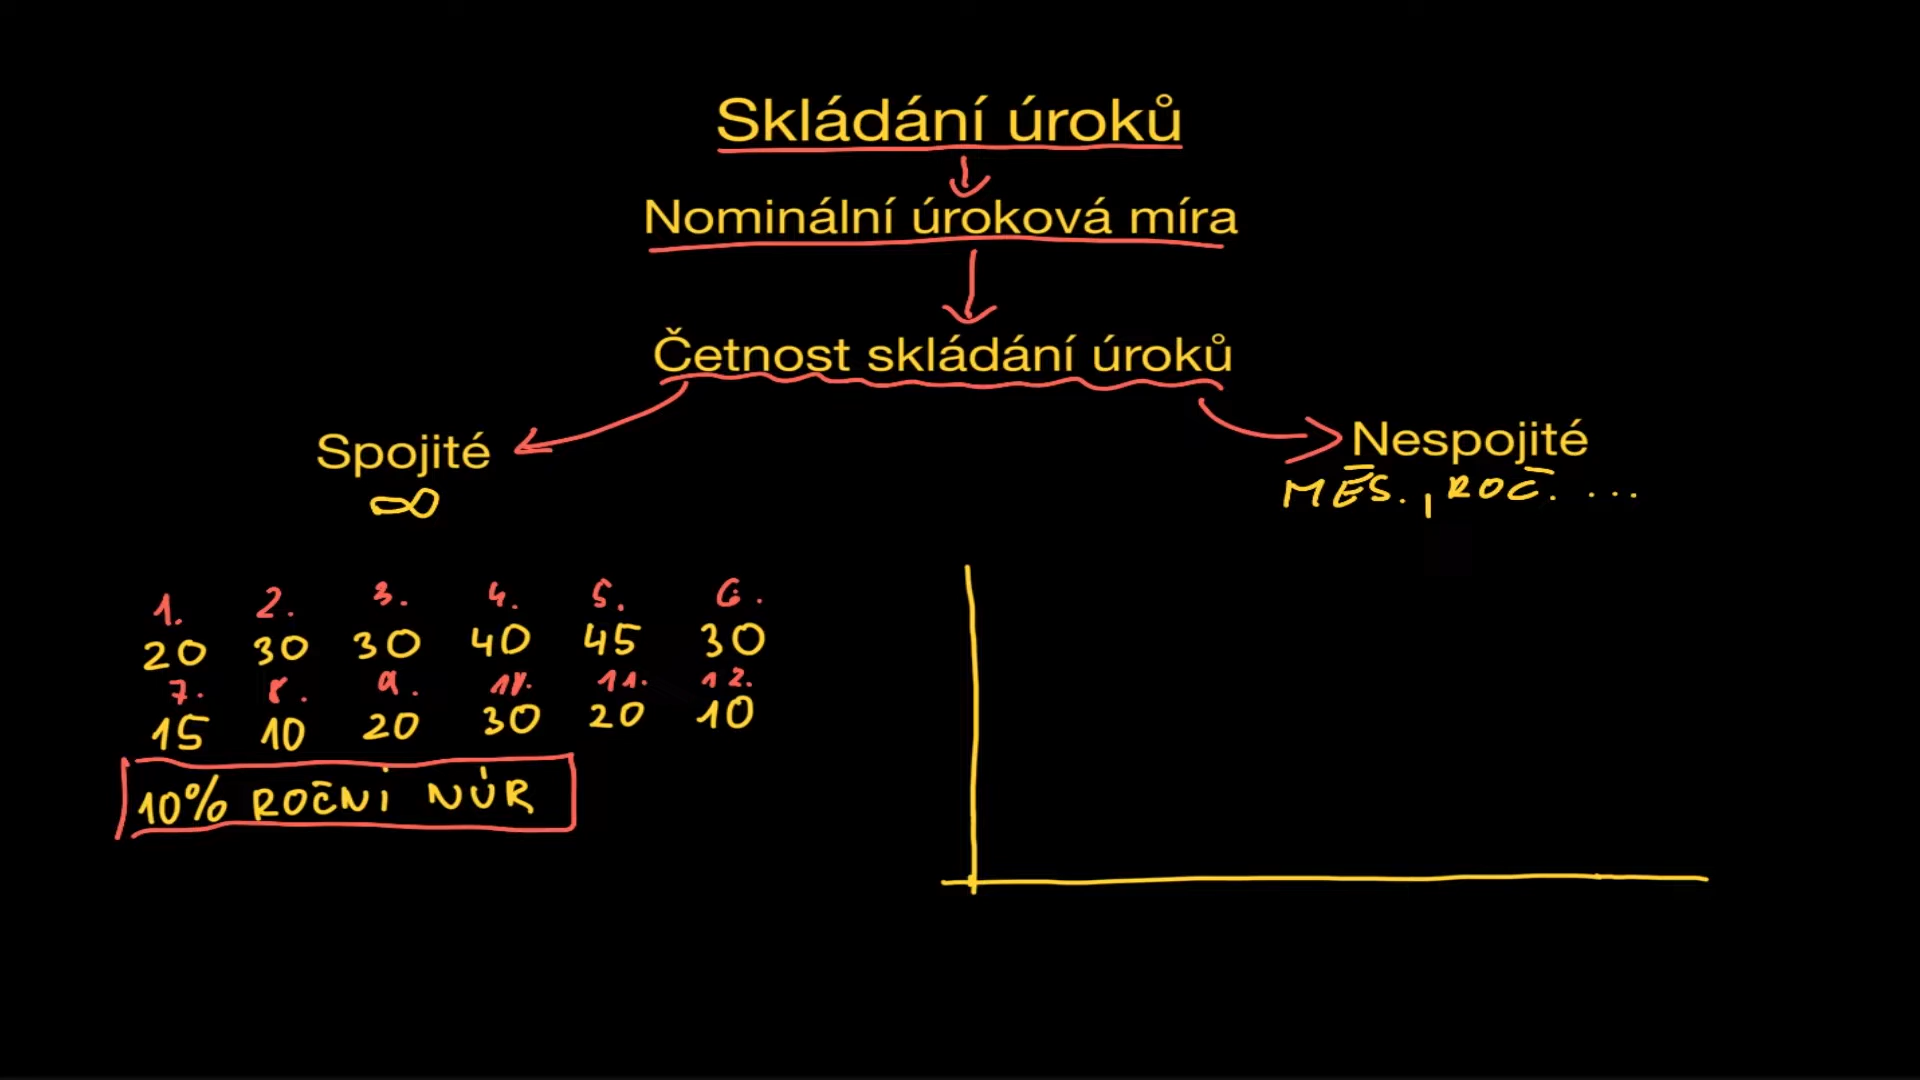 Skládání úroků
Nominální úroková míra
Četnost skládání úroků
Spojité
∞
Nespojité
MĚS., ROČ. ...
1. 2. 3. 4. 5. 6.
20 30 30 40 45 30
7. 8. 9. 10. 11. 12.
15 10 20 30 20 10
10% ROČNÍ NÚR